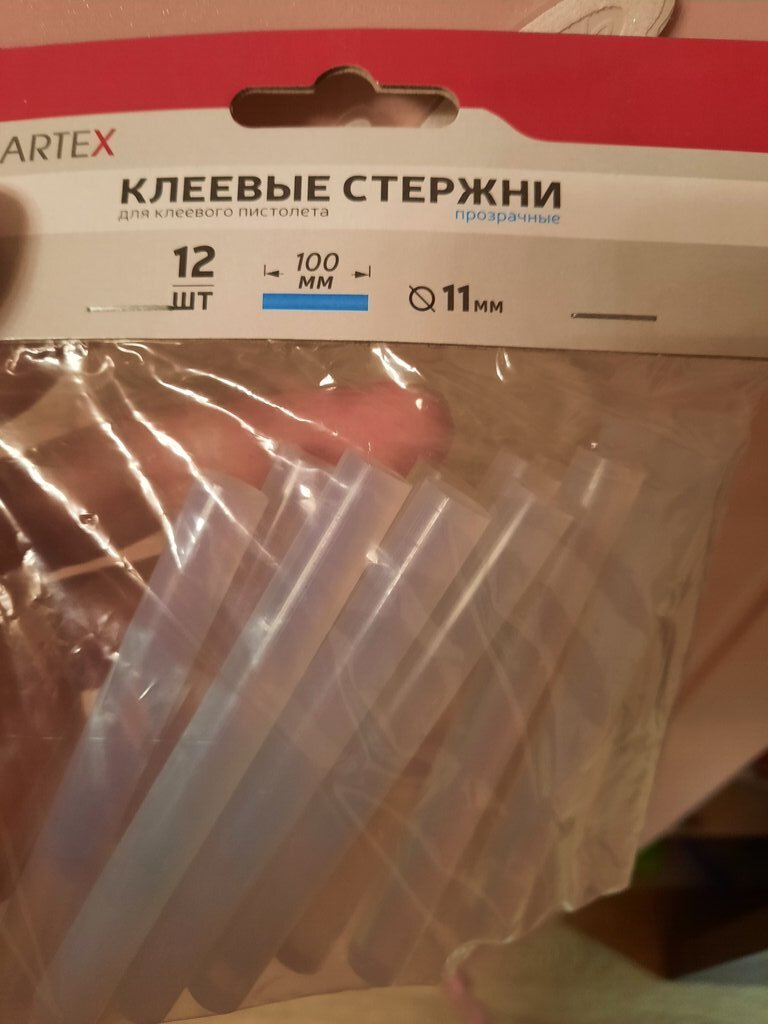 ARTEX
КЛЕЕВЫЕ СТЕРЖНИ
для клеевого пистолета
прозрачные
12
ШТ
100
ММ
⌀ 11мм